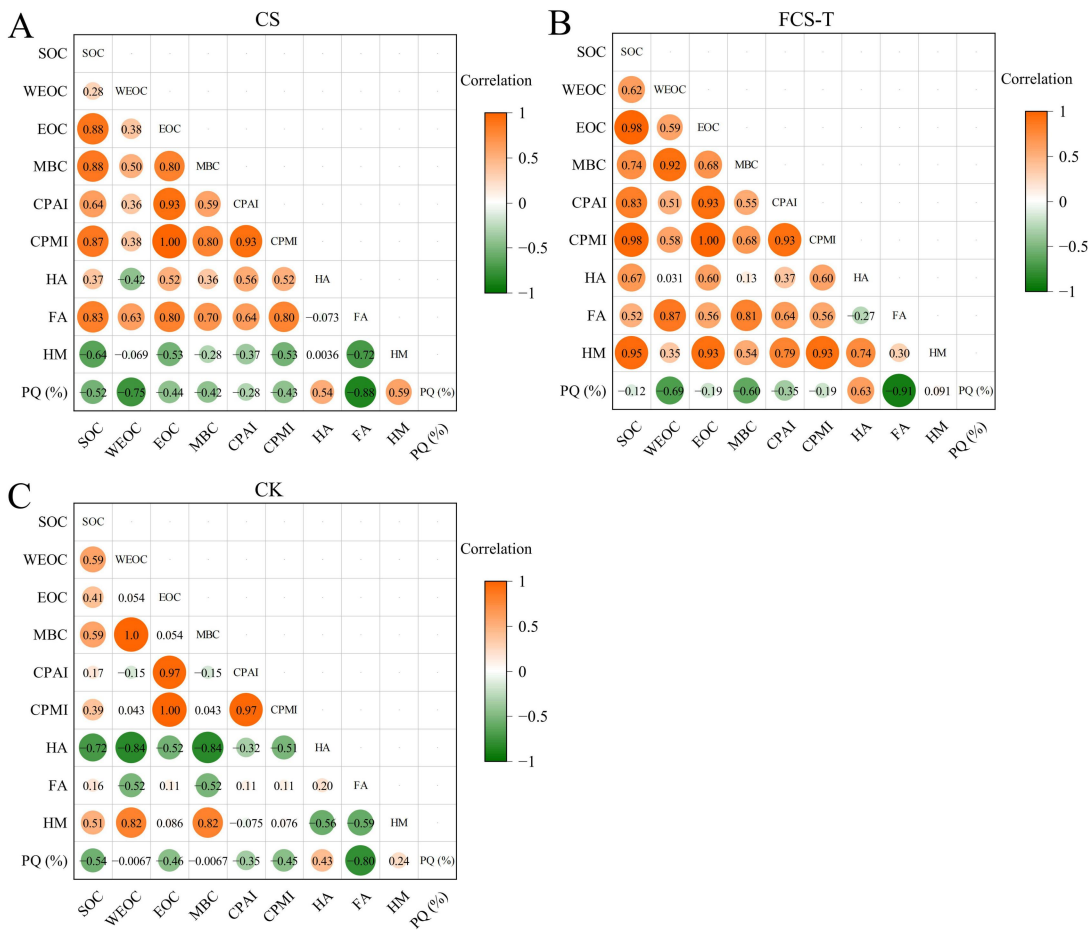 A
CS
SOC SOC
WEOC 0.28 WEOC
EOC 0.88 0.38 EOC
MBC 0.88 0.50 0.80 MBC
CPAI 0.64 0.36 0.93 0.59 CPAI
CPMI 0.87 0.38 1.00 0.80 0.93 CPMI
HA 0.37 −0.42 0.52 0.36 0.56 0.52 HA
FA 0.83 0.63 0.80 0.70 0.64 0.80 −0.073 FA
HM −0.64 −0.069 −0.53 −0.28 −0.37 −0.53 0.0036 −0.72 HM
PQ (%) −0.52 −0.75 −0.44 −0.42 −0.28 −0.43 0.54 −0.88 0.59 PQ (%)
SOC WEOC EOC MBC CPAI CPMI HA FA HM PQ (%)
Correlation
1
0.5
0
−0.5
−1
B
FCS-T
SOC SOC
WEOC 0.62 WEOC
EOC 0.98 0.59 EOC
MBC 0.74 0.92 0.68 MBC
CPAI 0.83 0.51 0.93 0.55 CPAI
CPMI 0.98 0.58 1.00 0.68 0.93 CPMI
HA 0.67 0.031 0.60 0.13 0.37 0.60 HA
FA 0.52 0.87 0.56 0.81 0.64 0.56 −0.27 FA
HM 0.95 0.35 0.93 0.54 0.79 0.93 0.74 0.30 HM
PQ (%) −0.12 −0.69 −0.19 −0.60 −0.35 −0.19 0.63 −0.91 0.091 PQ (%)
SOC WEOC EOC MBC CPAI CPMI HA FA HM PQ (%)
Correlation
1
0.5
0
−0.5
−1
C
CK
SOC SOC
WEOC 0.59 WEOC
EOC 0.41 0.054 EOC
MBC 0.59 1.0 0.054 MBC
CPAI 0.17 −0.15 0.97 −0.15 CPAI
CPMI 0.39 0.043 1.00 0.043 0.97 CPMI
HA −0.72 −0.84 −0.52 −0.84 −0.32 −0.51 HA
FA 0.16 −0.52 0.11 −0.52 0.11 0.11 0.20 FA
HM 0.51 0.82 0.086 0.82 −0.075 0.076 −0.56 −0.59 HM
PQ (%) −0.54 −0.0067 −0.46 −0.0067 −0.35 −0.45 0.43 −0.80 0.24 PQ (%)
SOC WEOC EOC MBC CPAI CPMI HA FA HM PQ (%)
Correlation
1
0.5
0
−0.5
−1